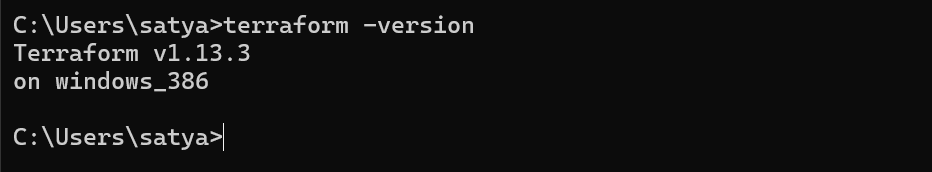 C:\Users\satya>terraform -version
Terraform v1.13.3
on windows_386
C:\Users\satya>